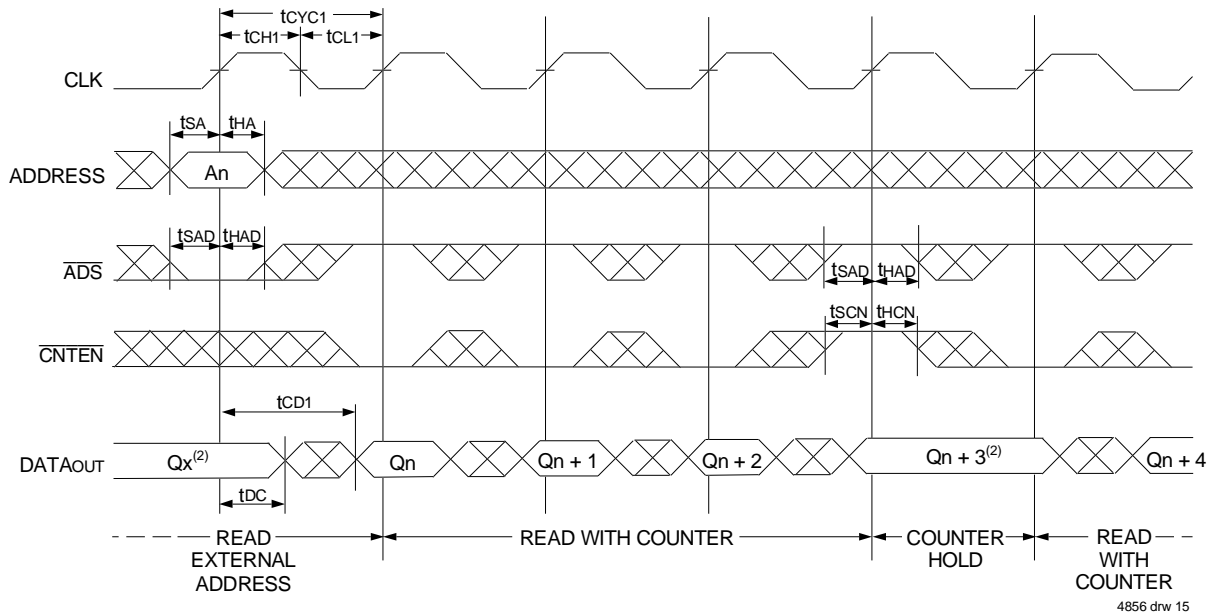 tCYC1
tCH1 tCL1
CLK
tSA tHA
ADDRESS An
tSAD tHAD
ADS
tSAD tHAD
tSCN tHCN
CNTEN
tCD1
DATAOUT Qx(2) Qn Qn + 1 Qn + 2 Qn + 3(2) Qn + 4
tDC
READ EXTERNAL ADDRESS
READ WITH COUNTER
COUNTER HOLD
READ WITH COUNTER
4856 drw 15